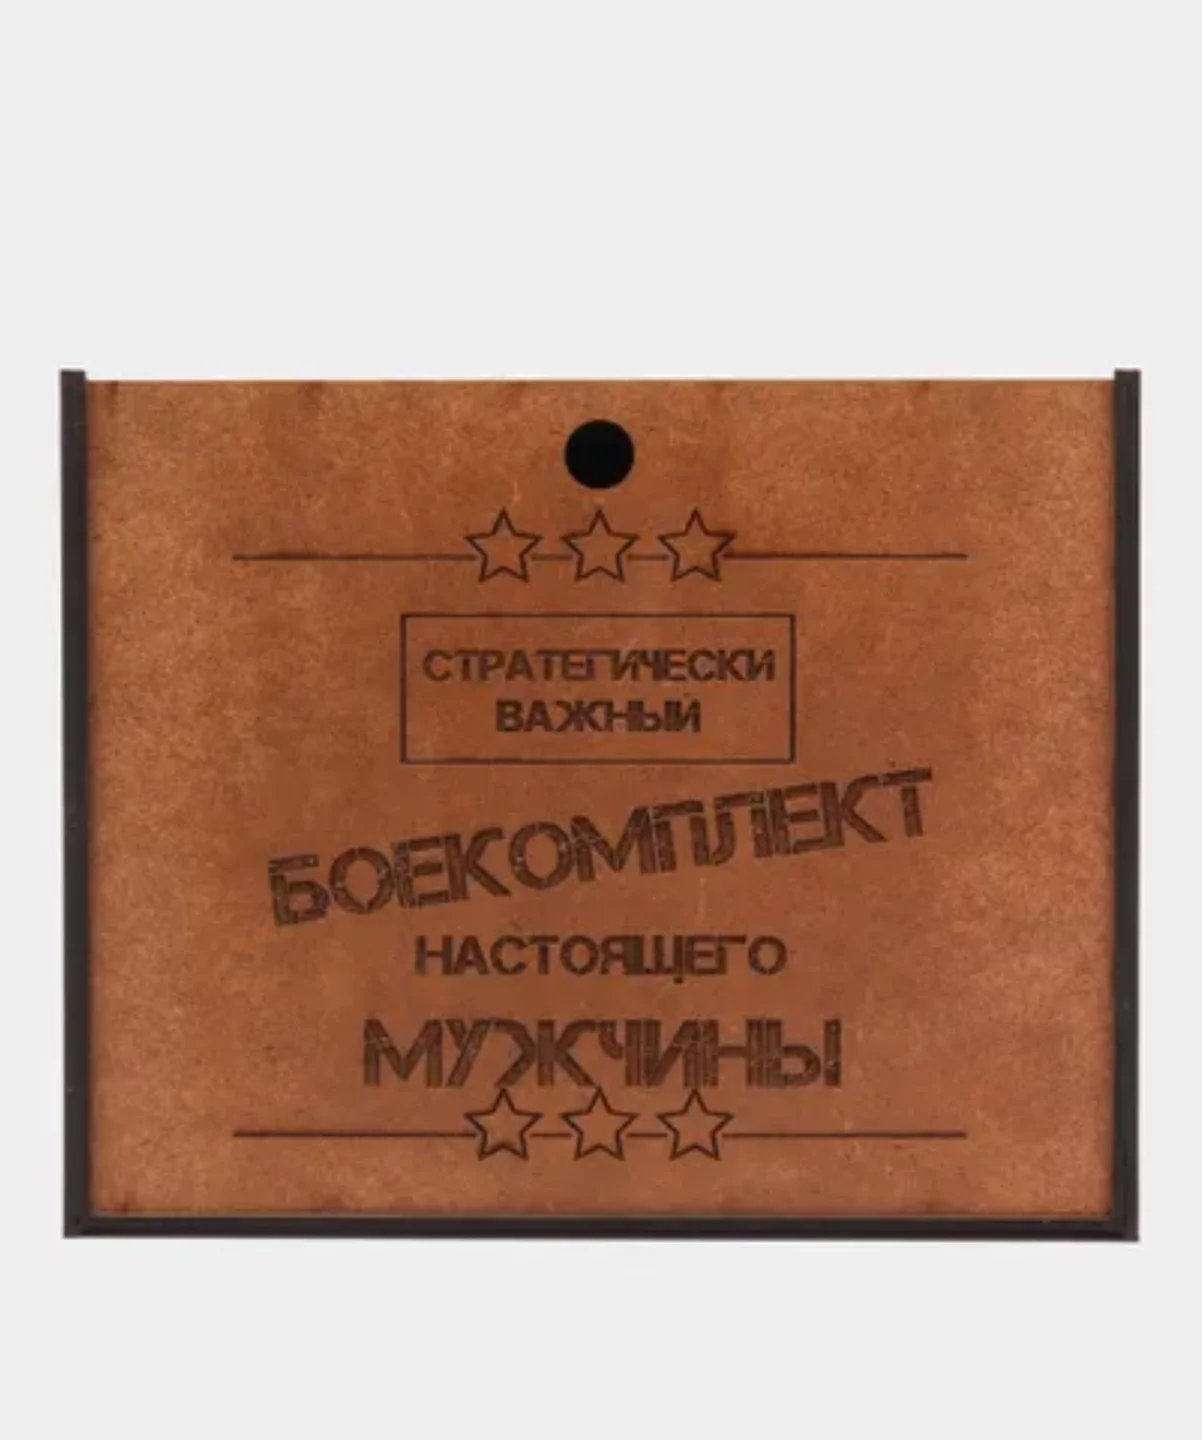 СТРАТЕГИЧЕСКИ
ВАЖНЫЙ
БОЕКОМПЛЕКТ
НАСТОЯЩЕГО
МУЖЧИНЫ